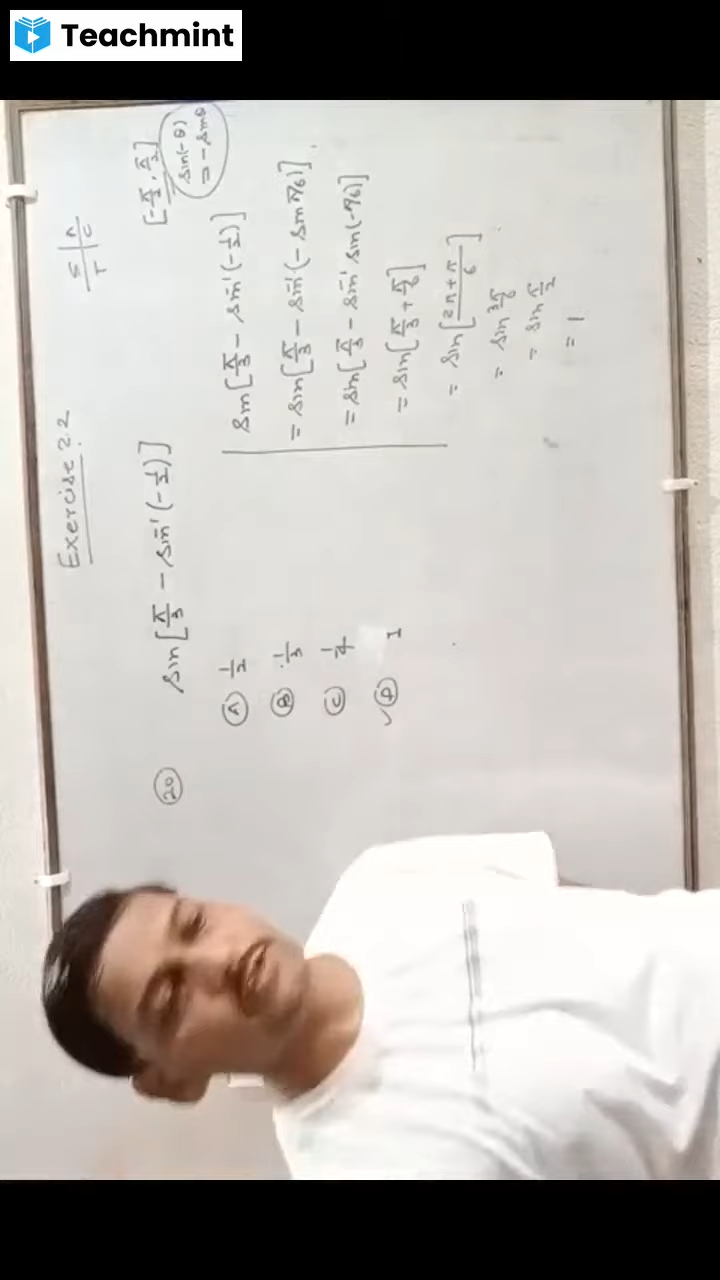 Teachmint
Exercise 2.2
S | A
T | C
[-π/2, π/2]
sin(-θ)
= -sinθ
(20) sin[π/3 - sin⁻¹(-1/2)]
(A) 1/2
(B) 1/3
(C) 1/4
✓(D) 1
sin[π/3 - sin⁻¹(-1/2)]
= sin[π/3 - sin⁻¹(-sin π/6)]
= sin[π/3 - sin⁻¹ sin(-π/6)]
= sin[π/3 + π/6]
= sin[(2π+π)/6]
= sin 3π/6
= sin π/2
= 1